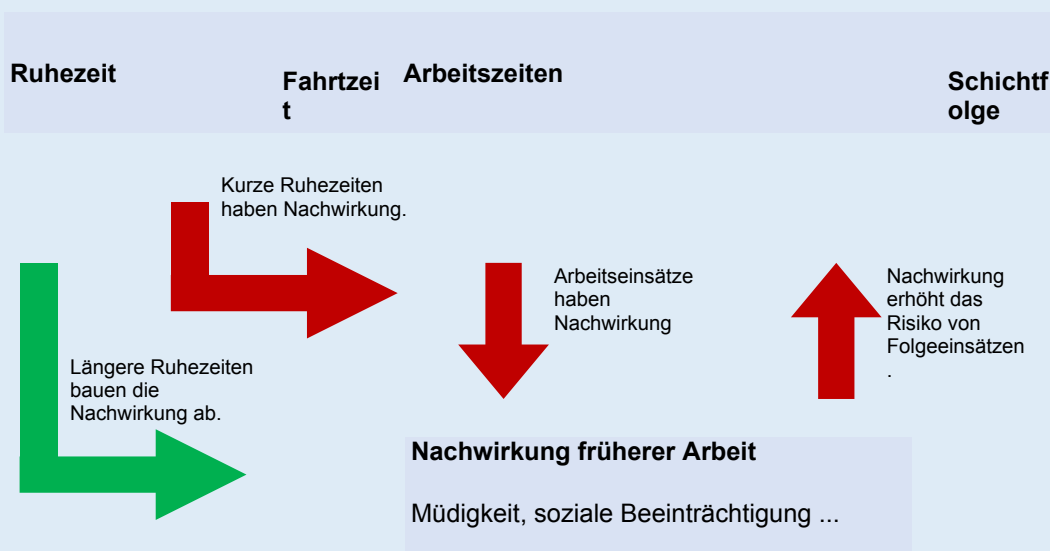 Ruhezeit
Fahrtzei
t
Arbeitszeiten
Schichtf
olge
Kurze Ruhezeiten
haben Nachwirkung.
Arbeitseinsätze
haben
Nachwirkung
Nachwirkung
erhöht das
Risiko von
Folgeeinsätzen
.
Längere Ruhezeiten
bauen die
Nachwirkung ab.
Nachwirkung früherer Arbeit
Müdigkeit, soziale Beeinträchtigung ...